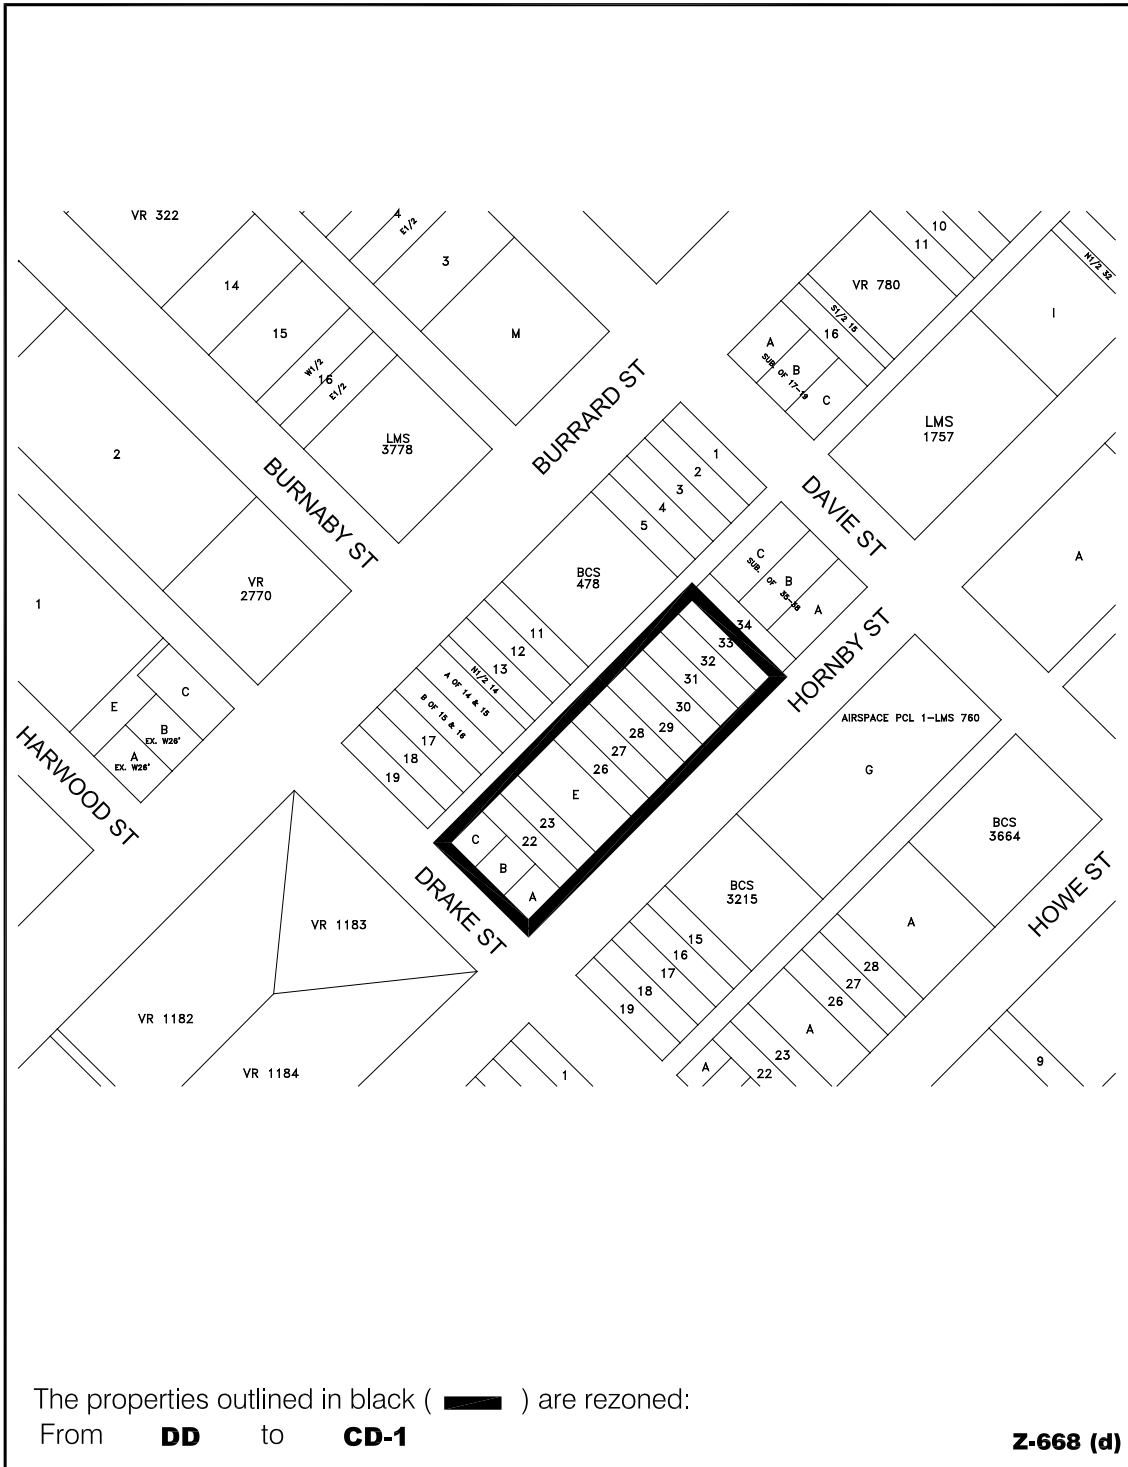 VR 322
14
15
W1/2
16
E1/2
LMS
3778
E1/2
3
M
10
11
VR 780
S1/2 15
16
A
B
C
SUB. OF 17-19
N1/2 32
I
LMS
1757
A
BURRARD ST
BURNABY ST
DAVIE ST
HORNBY ST
HARWOOD ST
DRAKE ST
HOWE ST
2
1
VR
2770
E
C
B
EX. W26'
A
EX. W26'
1
2
3
4
5
BCS
478
11
12
13
N1/2 14
A OF 14 & 15
B OF 15 & 16
17
18
19
C
B
A
SUB. OF 35-38
34
33
32
31
30
29
28
27
26
E
23
22
C
B
A
AIRSPACE PCL 1-LMS 760
G
BCS
3664
BCS
3215
15
16
17
18
19
A
28
27
26
A
23
22
A
9
1
VR 1183
VR 1182
VR 1184
The properties outlined in black ( ) are rezoned:
From DD to CD-1
Z-668 (d)